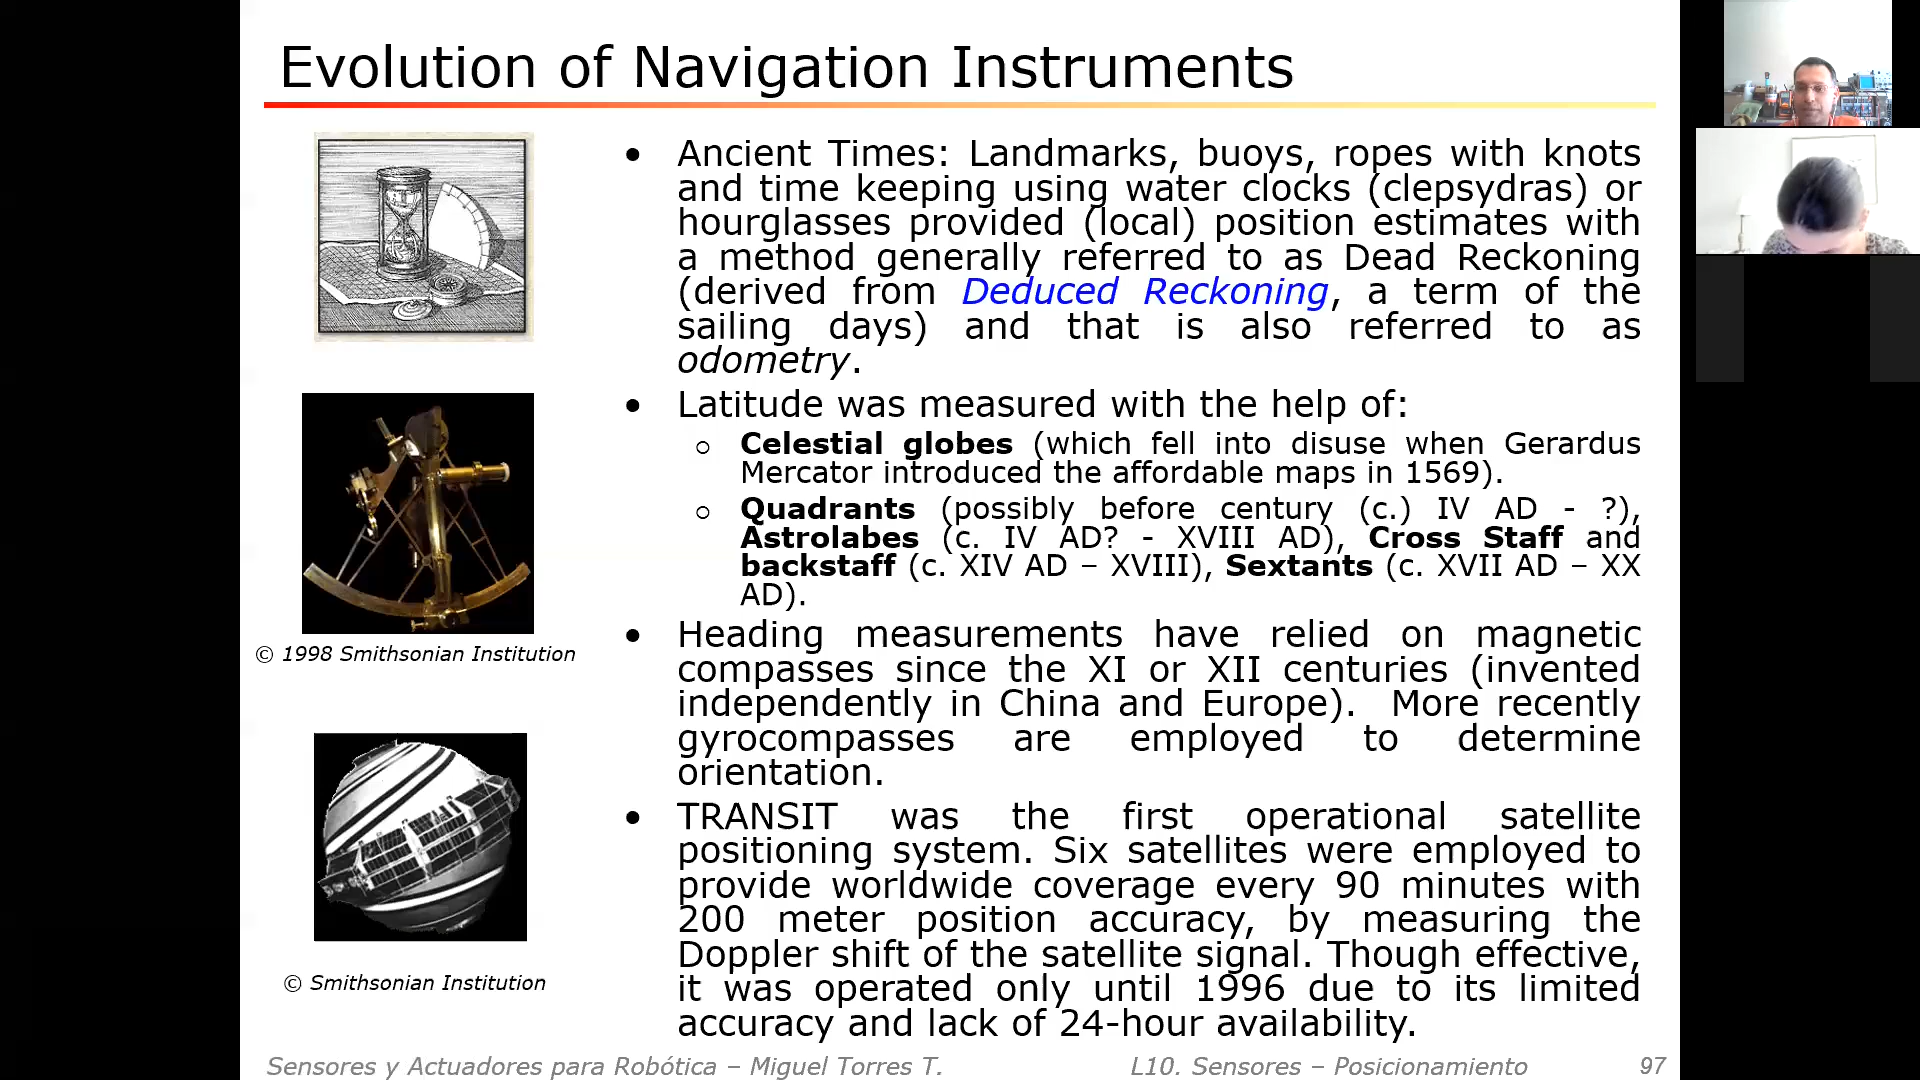 Evolution of Navigation Instruments
• Ancient Times: Landmarks, buoys, ropes with knots
and time keeping using water clocks (clepsydras) or
hourglasses provided (local) position estimates with
a method generally referred to as Dead Reckoning
(derived from Deduced Reckoning, a term of the
sailing days) and that is also referred to as
odometry.
• Latitude was measured with the help of:
○ Celestial globes (which fell into disuse when Gerardus
Mercator introduced the affordable maps in 1569).
○ Quadrants (possibly before century (c.) IV AD - ?),
Astrolabes (c. IV AD? - XVIII AD), Cross Staff and
backstaff (c. XIV AD – XVIII), Sextants (c. XVII AD – XX
AD).
© 1998 Smithsonian Institution
• Heading measurements have relied on magnetic
compasses since the XI or XII centuries (invented
independently in China and Europe). More recently
gyrocompasses are employed to determine
orientation.
• TRANSIT was the first operational satellite
positioning system. Six satellites were employed to
provide worldwide coverage every 90 minutes with
200 meter position accuracy, by measuring the
Doppler shift of the satellite signal. Though effective,
it was operated only until 1996 due to its limited
accuracy and lack of 24-hour availability.
© Smithsonian Institution
Sensores y Actuadores para Robótica – Miguel Torres T.
L10. Sensores – Posicionamiento
97